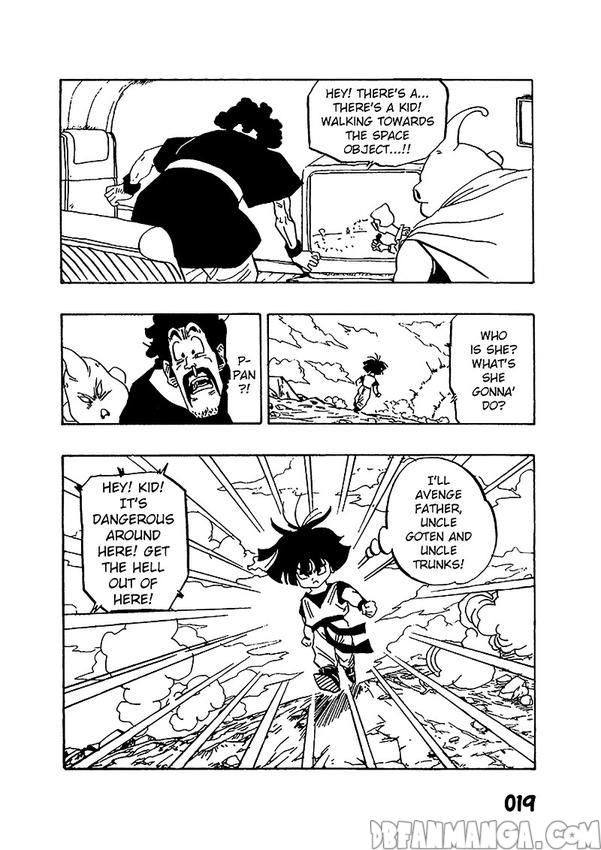 HEY! THERE'S A...
THERE'S A KID!
WALKING TOWARDS
THE SPACE
OBJECT...!!
WHO
IS SHE?
WHAT'S
SHE
GONNA'
DO?
P-
PAN
?!
I'LL
AVENGE
FATHER,
UNCLE
GOTEN AND
UNCLE
TRUNKS!
HEY! KID!
IT'S
DANGEROUS
AROUND
HERE! GET
THE HELL
OUT OF
HERE!
019
DBFANMANGA.COM